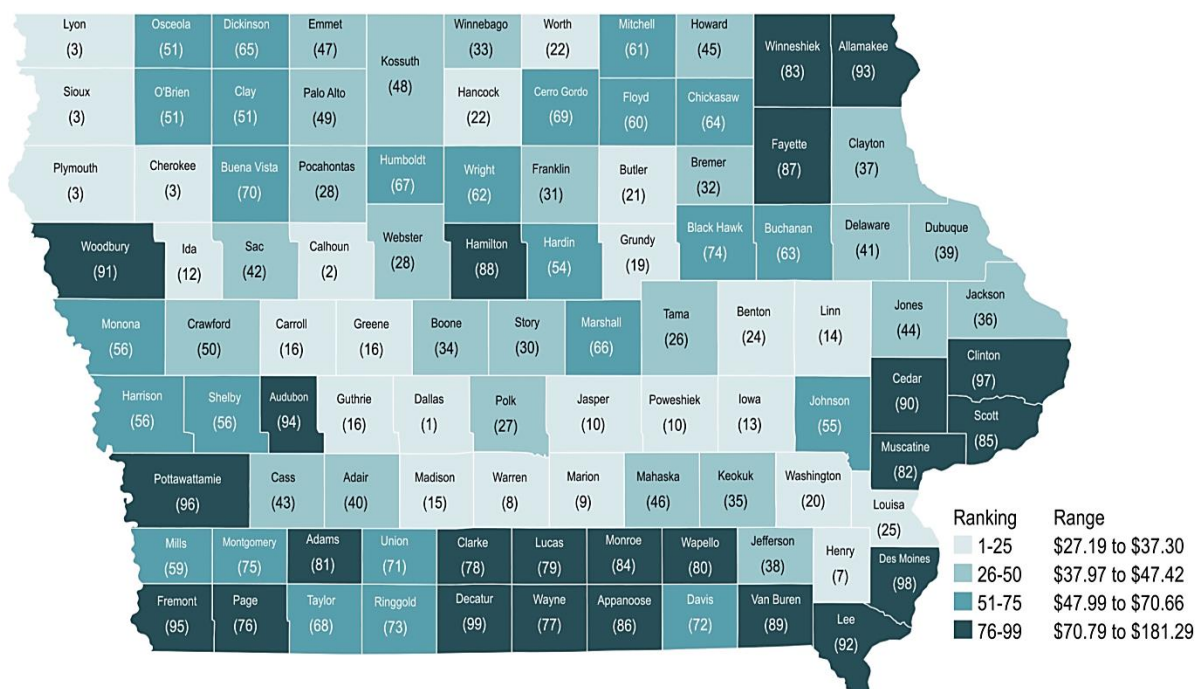 Lyon
(3)
Osceola
(51)
Dickinson
(65)
Emmet
(47)
Kossuth
(48)
Winnebago
(33)
Worth
(22)
Mitchell
(61)
Howard
(45)
Winneshiek
(83)
Allamakee
(93)
Sioux
(3)
O'Brien
(51)
Clay
(51)
Palo Alto
(49)
Hancock
(22)
Cerro Gordo
(69)
Floyd
(60)
Chickasaw
(64)
Fayette
(87)
Clayton
(37)
Plymouth
(3)
Cherokee
(3)
Buena Vista
(70)
Pocahontas
(28)
Humboldt
(67)
Wright
(62)
Franklin
(31)
Butler
(21)
Bremer
(32)
Woodbury
(91)
Ida
(12)
Sac
(42)
Calhoun
(2)
Webster
(28)
Hamilton
(88)
Hardin
(54)
Grundy
(19)
Black Hawk
(74)
Buchanan
(63)
Delaware
(41)
Dubuque
(39)
Monona
(56)
Crawford
(50)
Carroll
(16)
Greene
(16)
Boone
(34)
Story
(30)
Marshall
(66)
Tama
(26)
Benton
(24)
Linn
(14)
Jones
(44)
Jackson
(36)
Clinton
(97)
Cedar
(90)
Scott
(85)
Harrison
(56)
Shelby
(56)
Audubon
(94)
Guthrie
(16)
Dallas
(1)
Polk
(27)
Jasper
(10)
Poweshiek
(10)
Iowa
(13)
Johnson
(55)
Muscatine
(82)
Pottawattamie
(96)
Cass
(43)
Adair
(40)
Madison
(15)
Warren
(8)
Marion
(9)
Mahaska
(46)
Keokuk
(35)
Washington
(20)
Louisa
(25)
Mills
(59)
Montgomery
(75)
Adams
(81)
Union
(71)
Clarke
(78)
Lucas
(79)
Monroe
(84)
Wapello
(80)
Jefferson
(38)
Henry
(7)
Des Moines
(98)
Fremont
(95)
Page
(76)
Taylor
(68)
Ringgold
(73)
Decatur
(99)
Wayne
(77)
Appanoose
(86)
Davis
(72)
Van Buren
(89)
Lee
(92)
Ranking Range
1-25 $27.19 to $37.30
26-50 $37.97 to $47.42
51-75 $47.99 to $70.66
76-99 $70.79 to $181.29